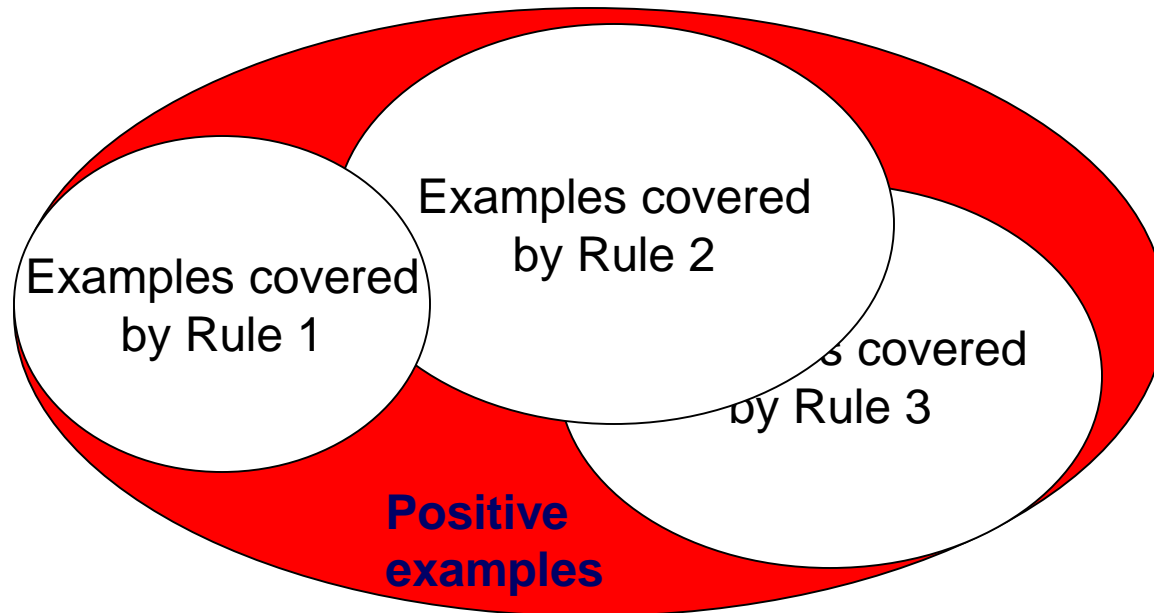 Examples covered
by Rule 2
Examples covered
by Rule 1
covered
by Rule 3
Positive
examples